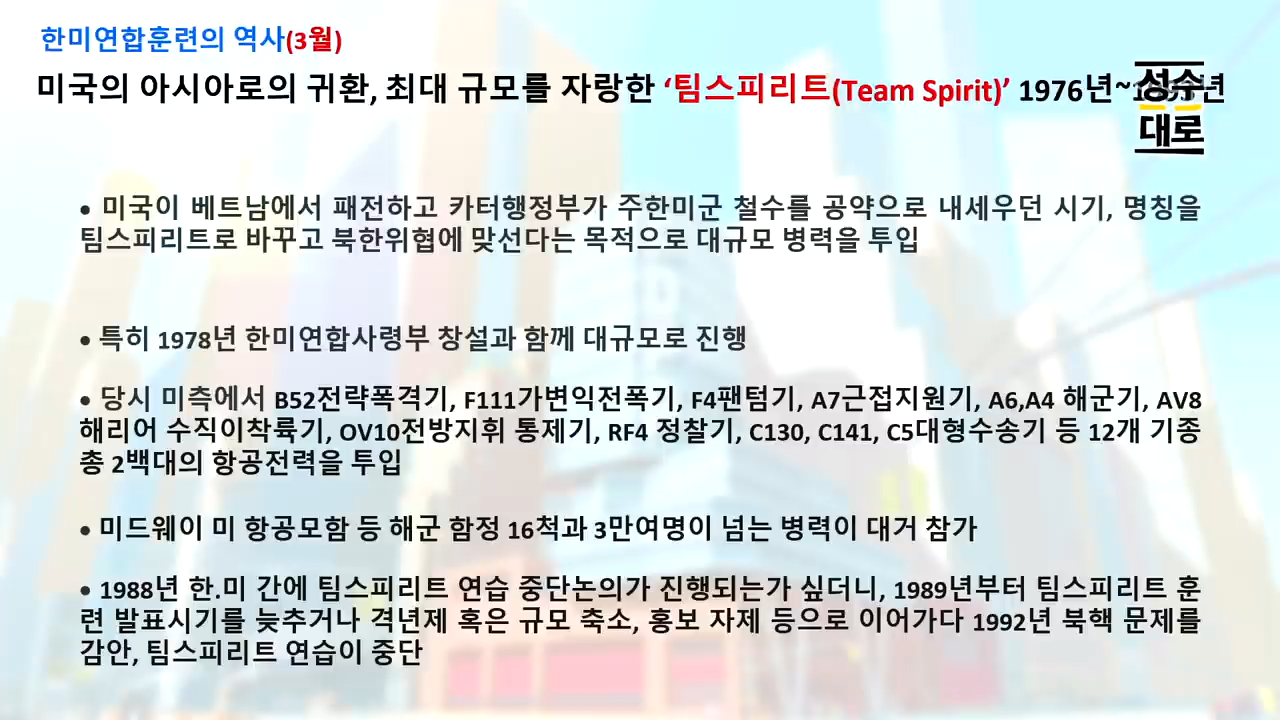 한미연합훈련의 역사(3월)
미국의 아시아로의 귀환, 최대 규모를 자랑한 ‘팀스피리트(Team Spirit)’ 1976년~
성수
대로
• 미국이 베트남에서 패전하고 카터행정부가 주한미군 철수를 공약으로 내세우던 시기, 명칭을
팀스피리트로 바꾸고 북한위협에 맞선다는 목적으로 대규모 병력을 투입
• 특히 1978년 한미연합사령부 창설과 함께 대규모로 진행
• 당시 미측에서 B52전략폭격기, F111가변익전폭기, F4팬텀기, A7근접지원기, A6,A4 해군기, AV8
해리어 수직이착륙기, OV10전방지휘 통제기, RF4 정찰기, C130, C141, C5대형수송기 등 12개 기종
총 2백대의 항공전력을 투입
• 미드웨이 미 항공모함 등 해군 함정 16척과 3만여명이 넘는 병력이 대거 참가
• 1988년 한.미 간에 팀스피리트 연습 중단논의가 진행되는가 싶더니, 1989년부터 팀스피리트 훈
련 발표시기를 늦추거나 격년제 혹은 규모 축소, 홍보 자제 등으로 이어가다 1992년 북핵 문제를
감안, 팀스피리트 연습이 중단